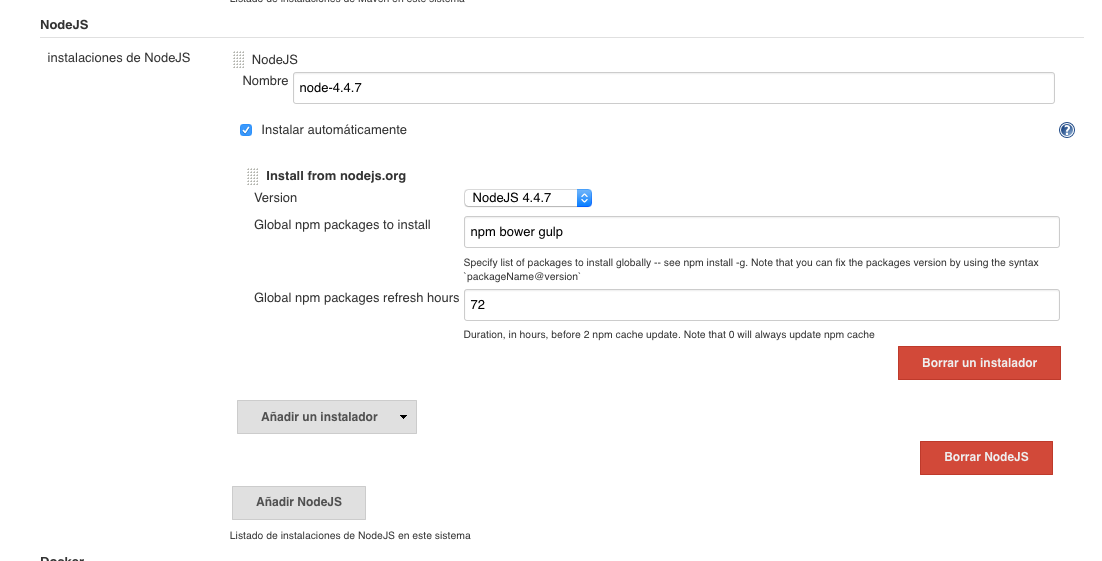 Listado de instalaciones de Maven en este sistema
NodeJS
instalaciones de NodeJS
NodeJS
Nombre
node-4.4.7
Instalar automáticamente
Install from nodejs.org
Version
NodeJS 4.4.7
Global npm packages to install
npm bower gulp
Specify list of packages to install globally -- see npm install -g. Note that you can fix the packages version by using the syntax
`packageName@version`
Global npm packages refresh hours
72
Duration, in hours, before 2 npm cache update. Note that 0 will always update npm cache
Borrar un instalador
Añadir un instalador
Borrar NodeJS
Añadir NodeJS
Listado de instalaciones de NodeJS en este sistema
Docker